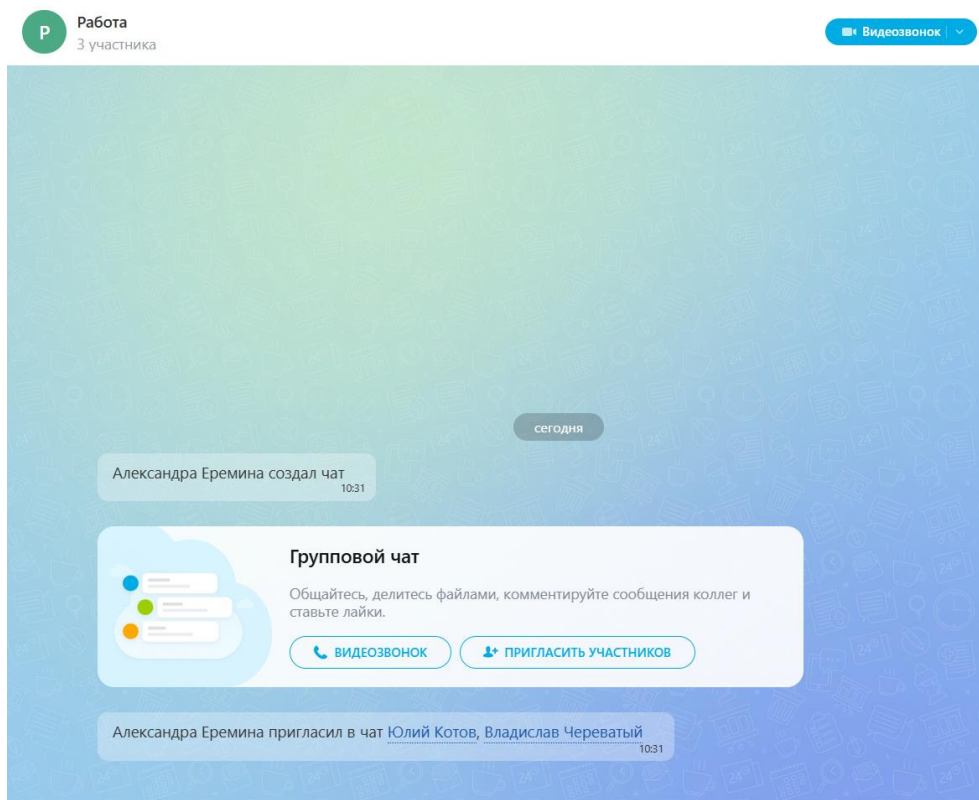 Р
Работа
3 участника
Видеозвонок
сегодня
Александра Еремина создал чат
10:31
Групповой чат
Общайтесь, делитесь файлами, комментируйте сообщения коллег и
ставьте лайки.
ВИДЕОЗВОНОК
ПРИГЛАСИТЬ УЧАСТНИКОВ
Александра Еремина пригласил в чат Юлий Котов, Владислав Череватый
10:31